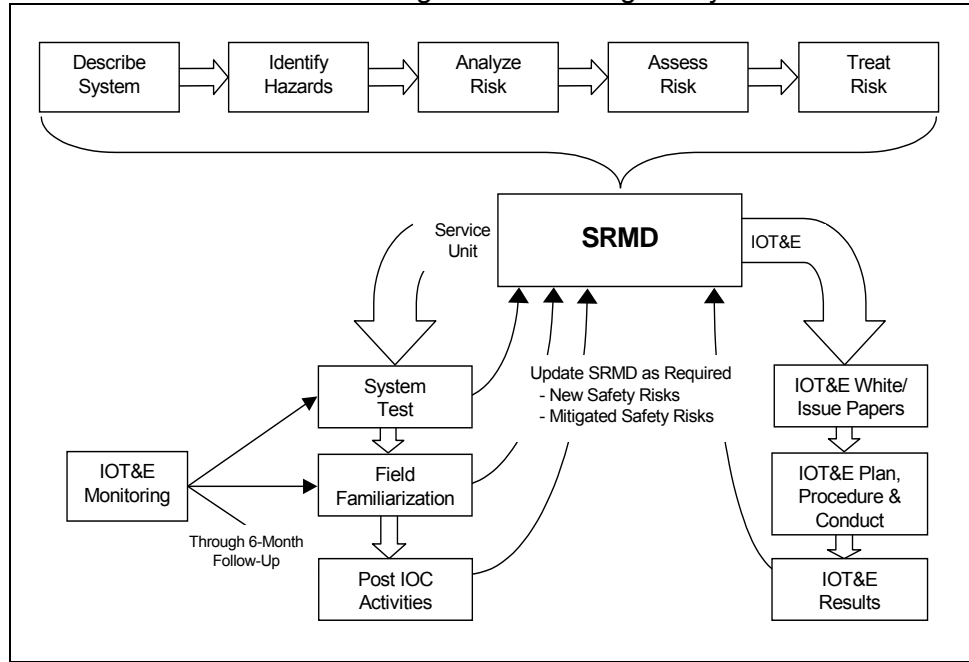 Describe
System
Identify
Hazards
Analyze
Risk
Assess
Risk
Treat
Risk
SRMD
Service
Unit
IOT&E
Update SRMD as Required
- New Safety Risks
- Mitigated Safety Risks
System
Test
IOT&E White/
Issue Papers
IOT&E
Monitoring
Field
Familiarization
IOT&E Plan,
Procedure &
Conduct
Through 6-Month
Follow-Up
Post IOC
Activities
IOT&E
Results